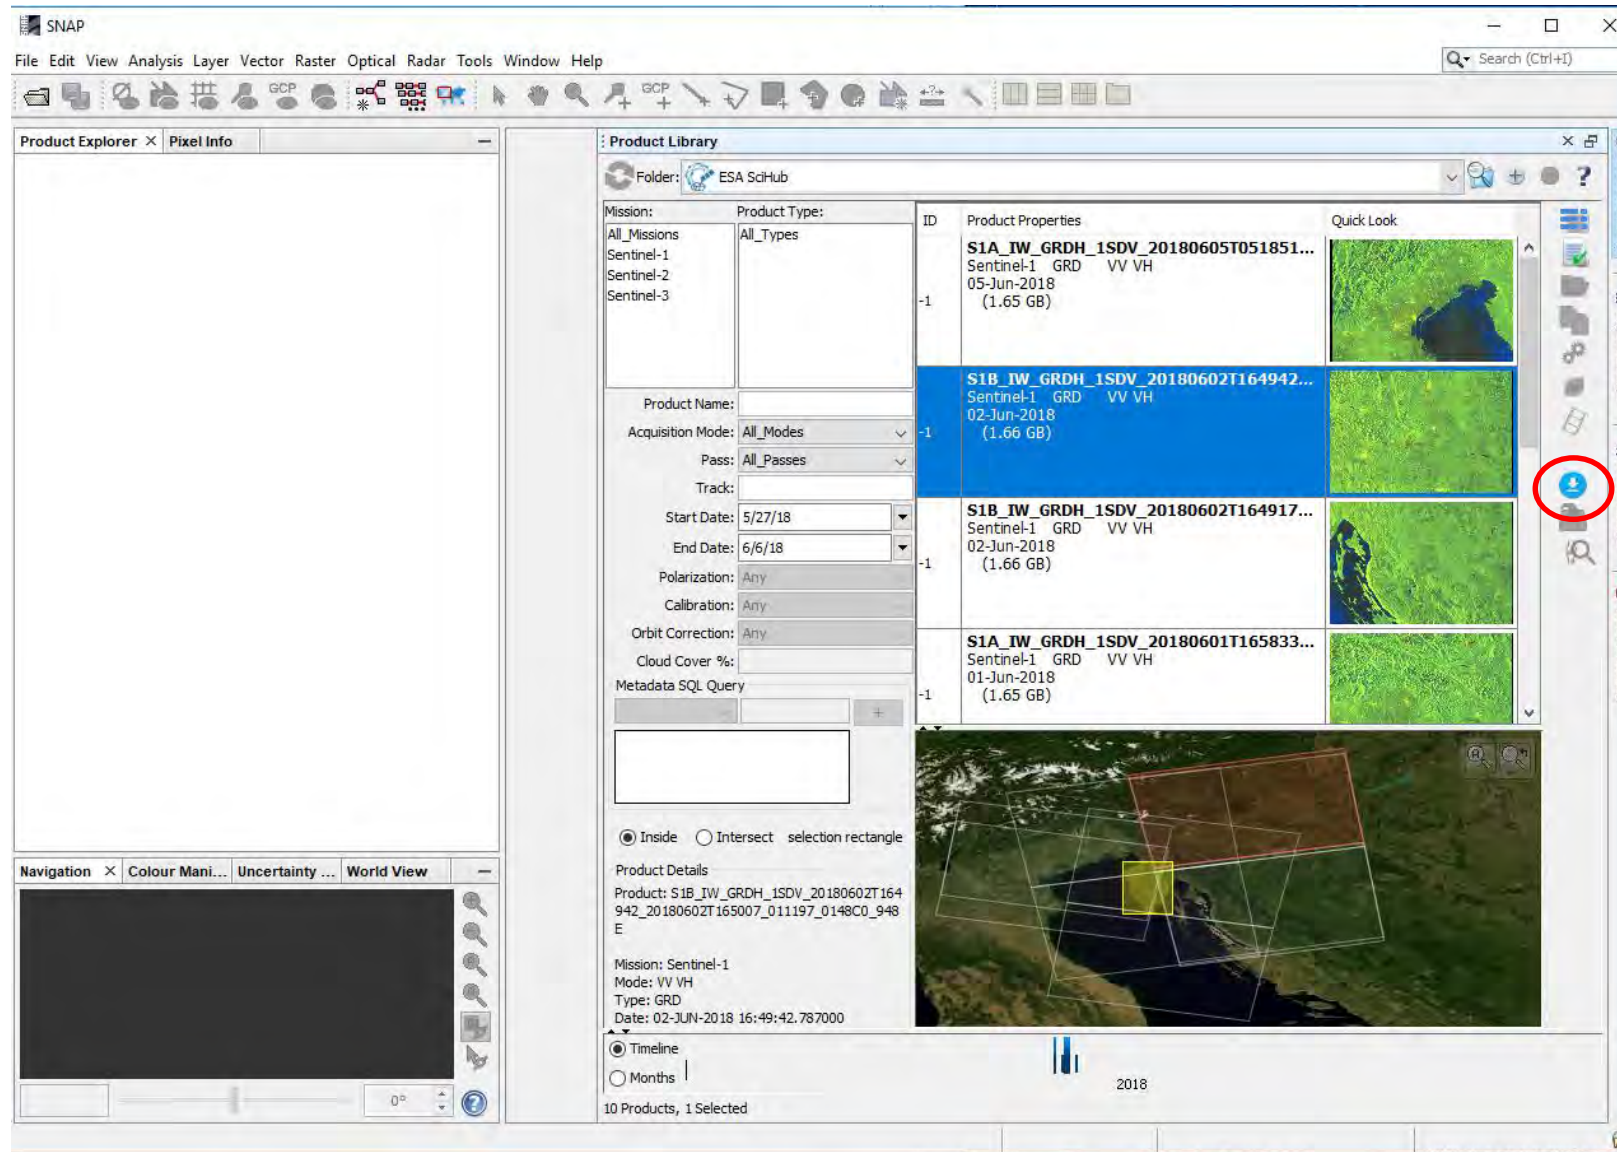 SNAP
File Edit View Analysis Layer Vector Raster Optical Radar Tools Window Help
Search (Ctrl+I)
GCP
GCP
Product Explorer
Pixel Info
Product Library
Folder: ESA SciHub
Mission:
Product Type:
All_Missions
Sentinel-1
Sentinel-2
Sentinel-3
All_Types
Product Name:
Acquisition Mode: All_Modes
Pass: All_Passes
Track:
Start Date: 5/27/18
End Date: 6/6/18
Polarization: Any
Calibration: Any
Orbit Correction: Any
Cloud Cover %:
Metadata SQL Query
+
Inside Intersect selection rectangle
Product Details
Product: S1B_IW_GRDH_1SDV_20180602T164
942_20180602T165007_011197_0148C0_948
E
Mission: Sentinel-1
Mode: VV VH
Type: GRD
Date: 02-JUN-2018 16:49:42.787000
ID Product Properties Quick Look
S1A_IW_GRDH_1SDV_20180605T051851...
Sentinel-1 GRD VV VH
05-Jun-2018
-1 (1.65 GB)
S1B_IW_GRDH_1SDV_20180602T164942...
Sentinel-1 GRD VV VH
02-Jun-2018
-1 (1.66 GB)
S1B_IW_GRDH_1SDV_20180602T164917...
Sentinel-1 GRD VV VH
02-Jun-2018
-1 (1.66 GB)
S1A_IW_GRDH_1SDV_20180601T165833...
Sentinel-1 GRD VV VH
01-Jun-2018
-1 (1.65 GB)
Navigation
Colour Mani...
Uncertainty ...
World View
0°
Timeline
Months
2018
10 Products, 1 Selected